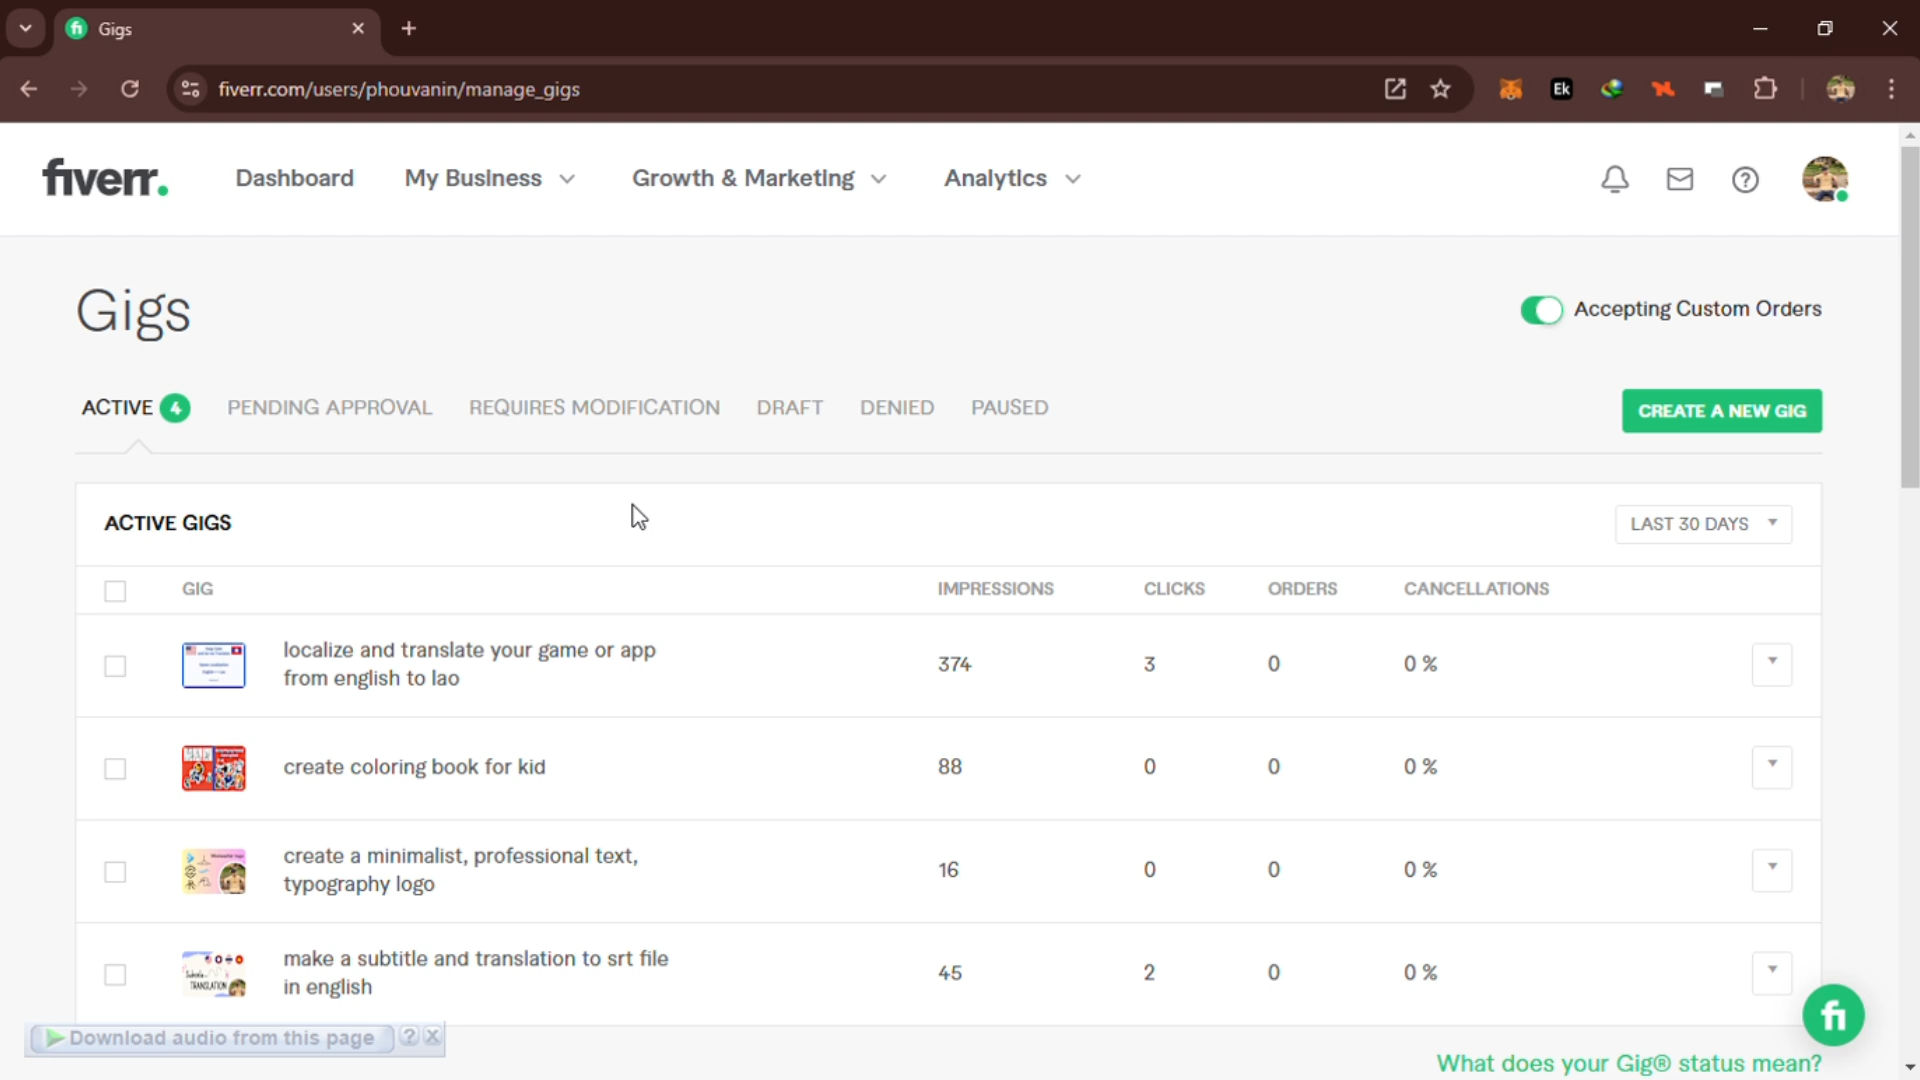 Gigs
fiverr.com/users/phouvanin/manage_gigs
Ek
fiverr.
Dashboard
My Business
Growth & Marketing
Analytics
Gigs
Accepting Custom Orders
ACTIVE 4
PENDING APPROVAL
REQUIRES MODIFICATION
DRAFT
DENIED
PAUSED
CREATE A NEW GIG
ACTIVE GIGS
LAST 30 DAYS
GIG
IMPRESSIONS
CLICKS
ORDERS
CANCELLATIONS
localize and translate your game or app
from english to lao
374
3
0
0 %
create coloring book for kid
88
0
0
0 %
create a minimalist, professional text,
typography logo
16
0
0
0 %
TRANSLATION
make a subtitle and translation to srt file
in english
45
2
0
0 %
Download audio from this page
fi
What does your Gig® status mean?